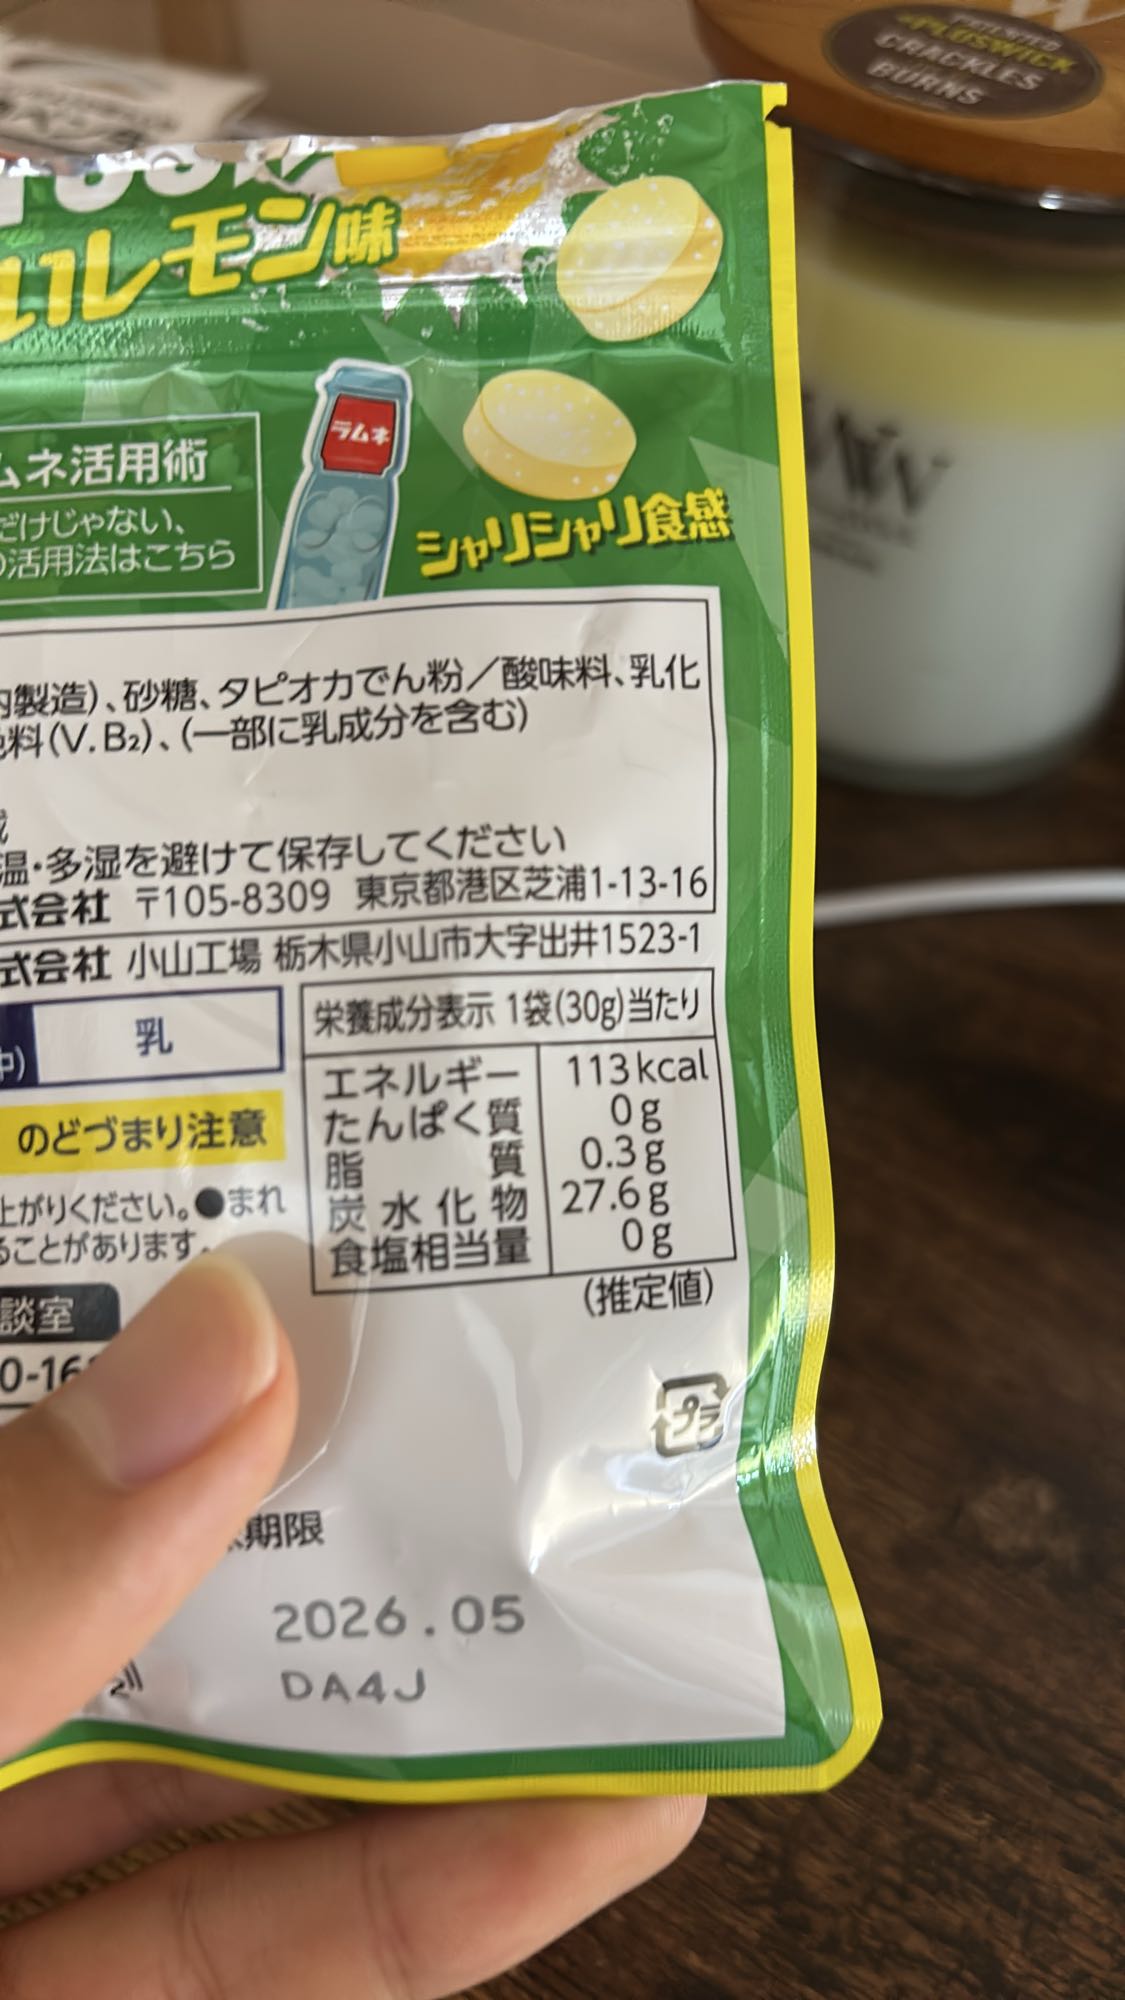 いレモン味
ラムネ
ムネ活用術
だけじゃない、
の活用法はこちら
シャリシャリ食感
内製造)、砂糖、タピオカでん粉／酸味料、乳化
料(V.B₂)、(一部に乳成分を含む)
温・多湿を避けて保存してください
式会社 〒105-8309 東京都港区芝浦1-13-16
式会社 小山工場 栃木県小山市大字出井1523-1
中) 乳
栄養成分表示 1袋(30g)当たり
エネルギー 113kcal
たんぱく質 0g
脂質 0.3g
炭水化物 27.6g
食塩相当量 0g
(推定値)
のどづまり注意
上がりください。●まれ
ることがあります。
談室
0-16
プラ
期限
2026.05
DA4J
PLUSWICK
CRACKLES
BURNS